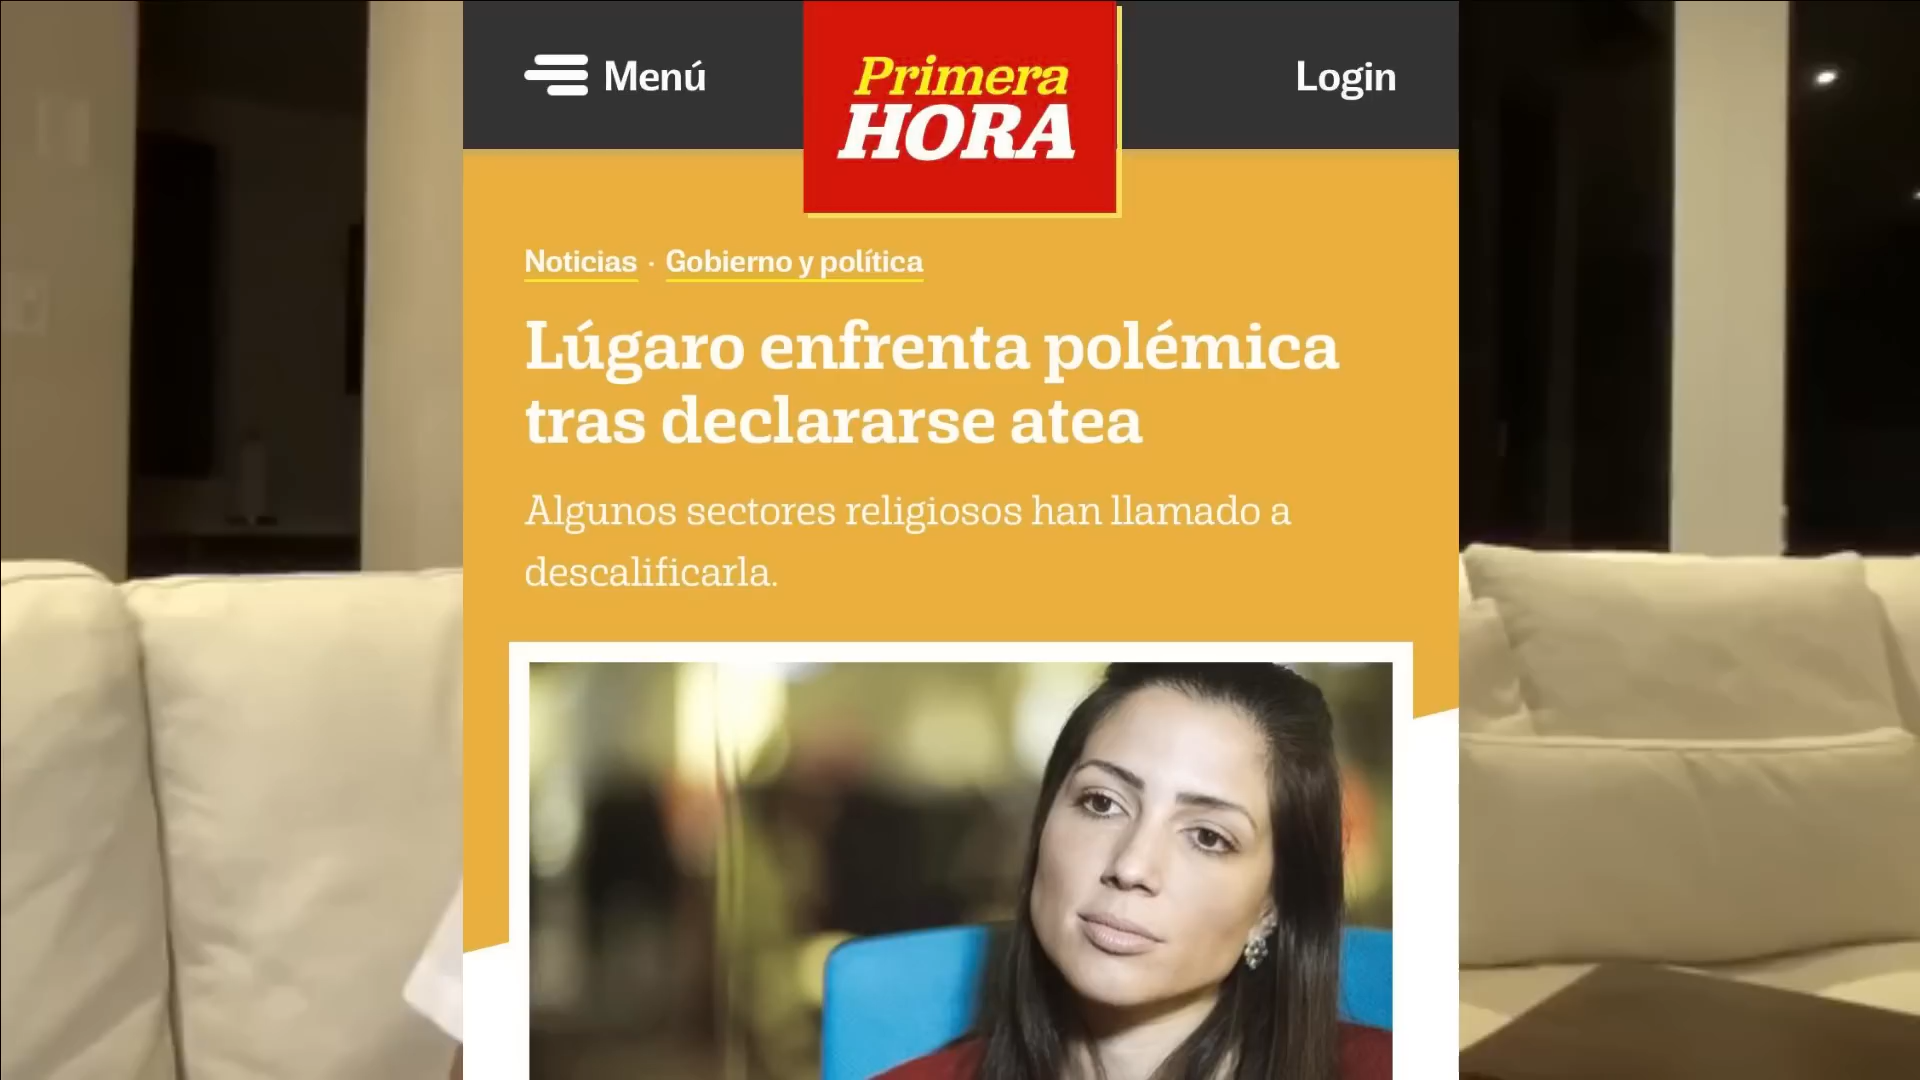 Menú
Primera
HORA
Login
Noticias · Gobierno y política
Lúgaro enfrenta polémica
tras declararse atea
Algunos sectores religiosos han llamado a
descalificarla.